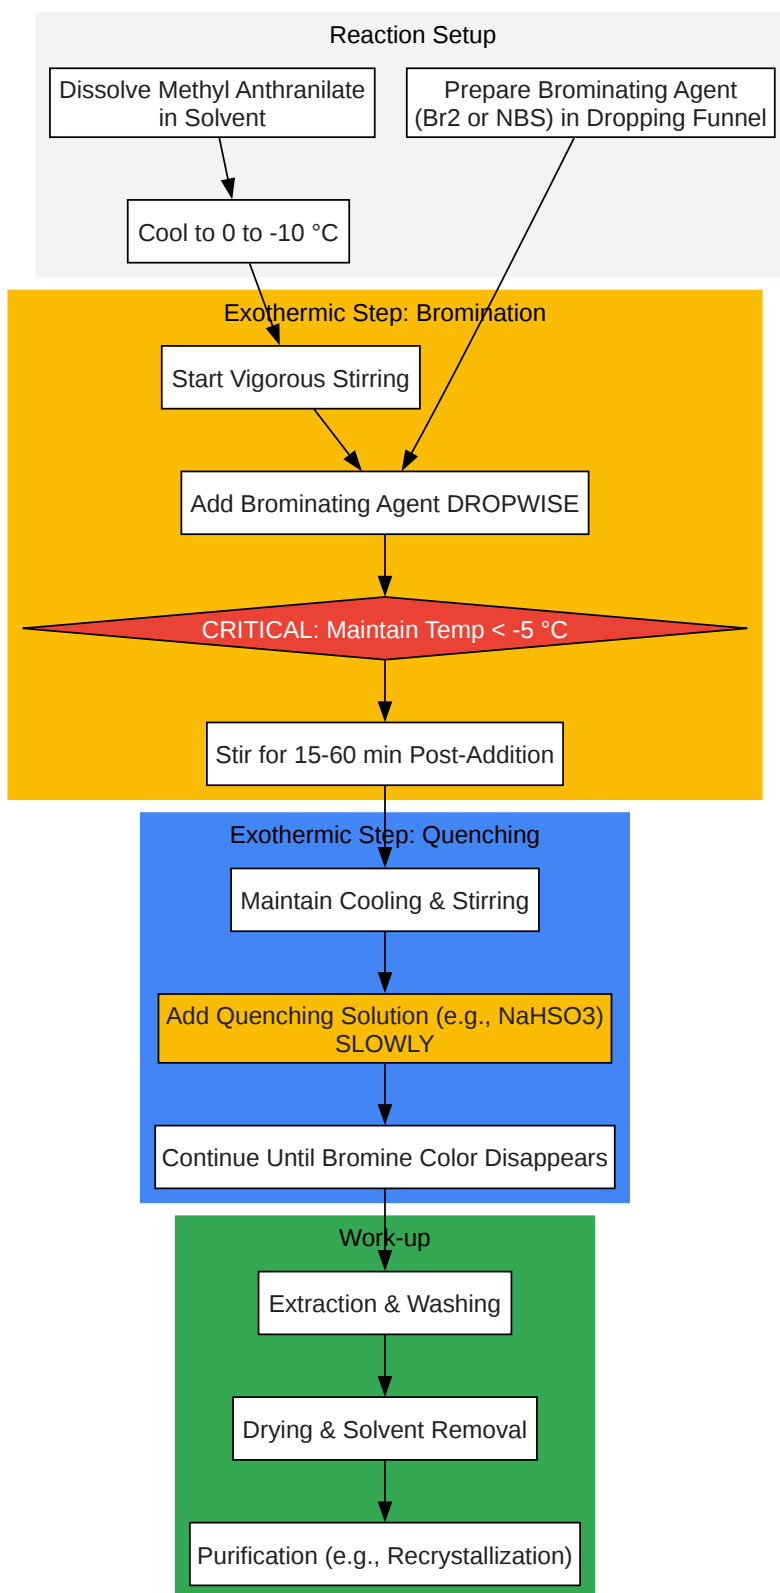 Reaction Setup
Dissolve Methyl Anthranilate
in Solvent
Prepare Brominating Agent
(Br2 or NBS) in Dropping Funnel
Cool to 0 to -10 °C
Exothermic Step: Bromination
Start Vigorous Stirring
Add Brominating Agent DROPWISE
CRITICAL: Maintain Temp < -5 °C
Stir for 15-60 min Post-Addition
Exothermic Step: Quenching
Maintain Cooling & Stirring
Add Quenching Solution (e.g., NaHSO3)
SLOWLY
Continue Until Bromine Color Disappears
Work-up
Extraction & Washing
Drying & Solvent Removal
Purification (e.g., Recrystallization)